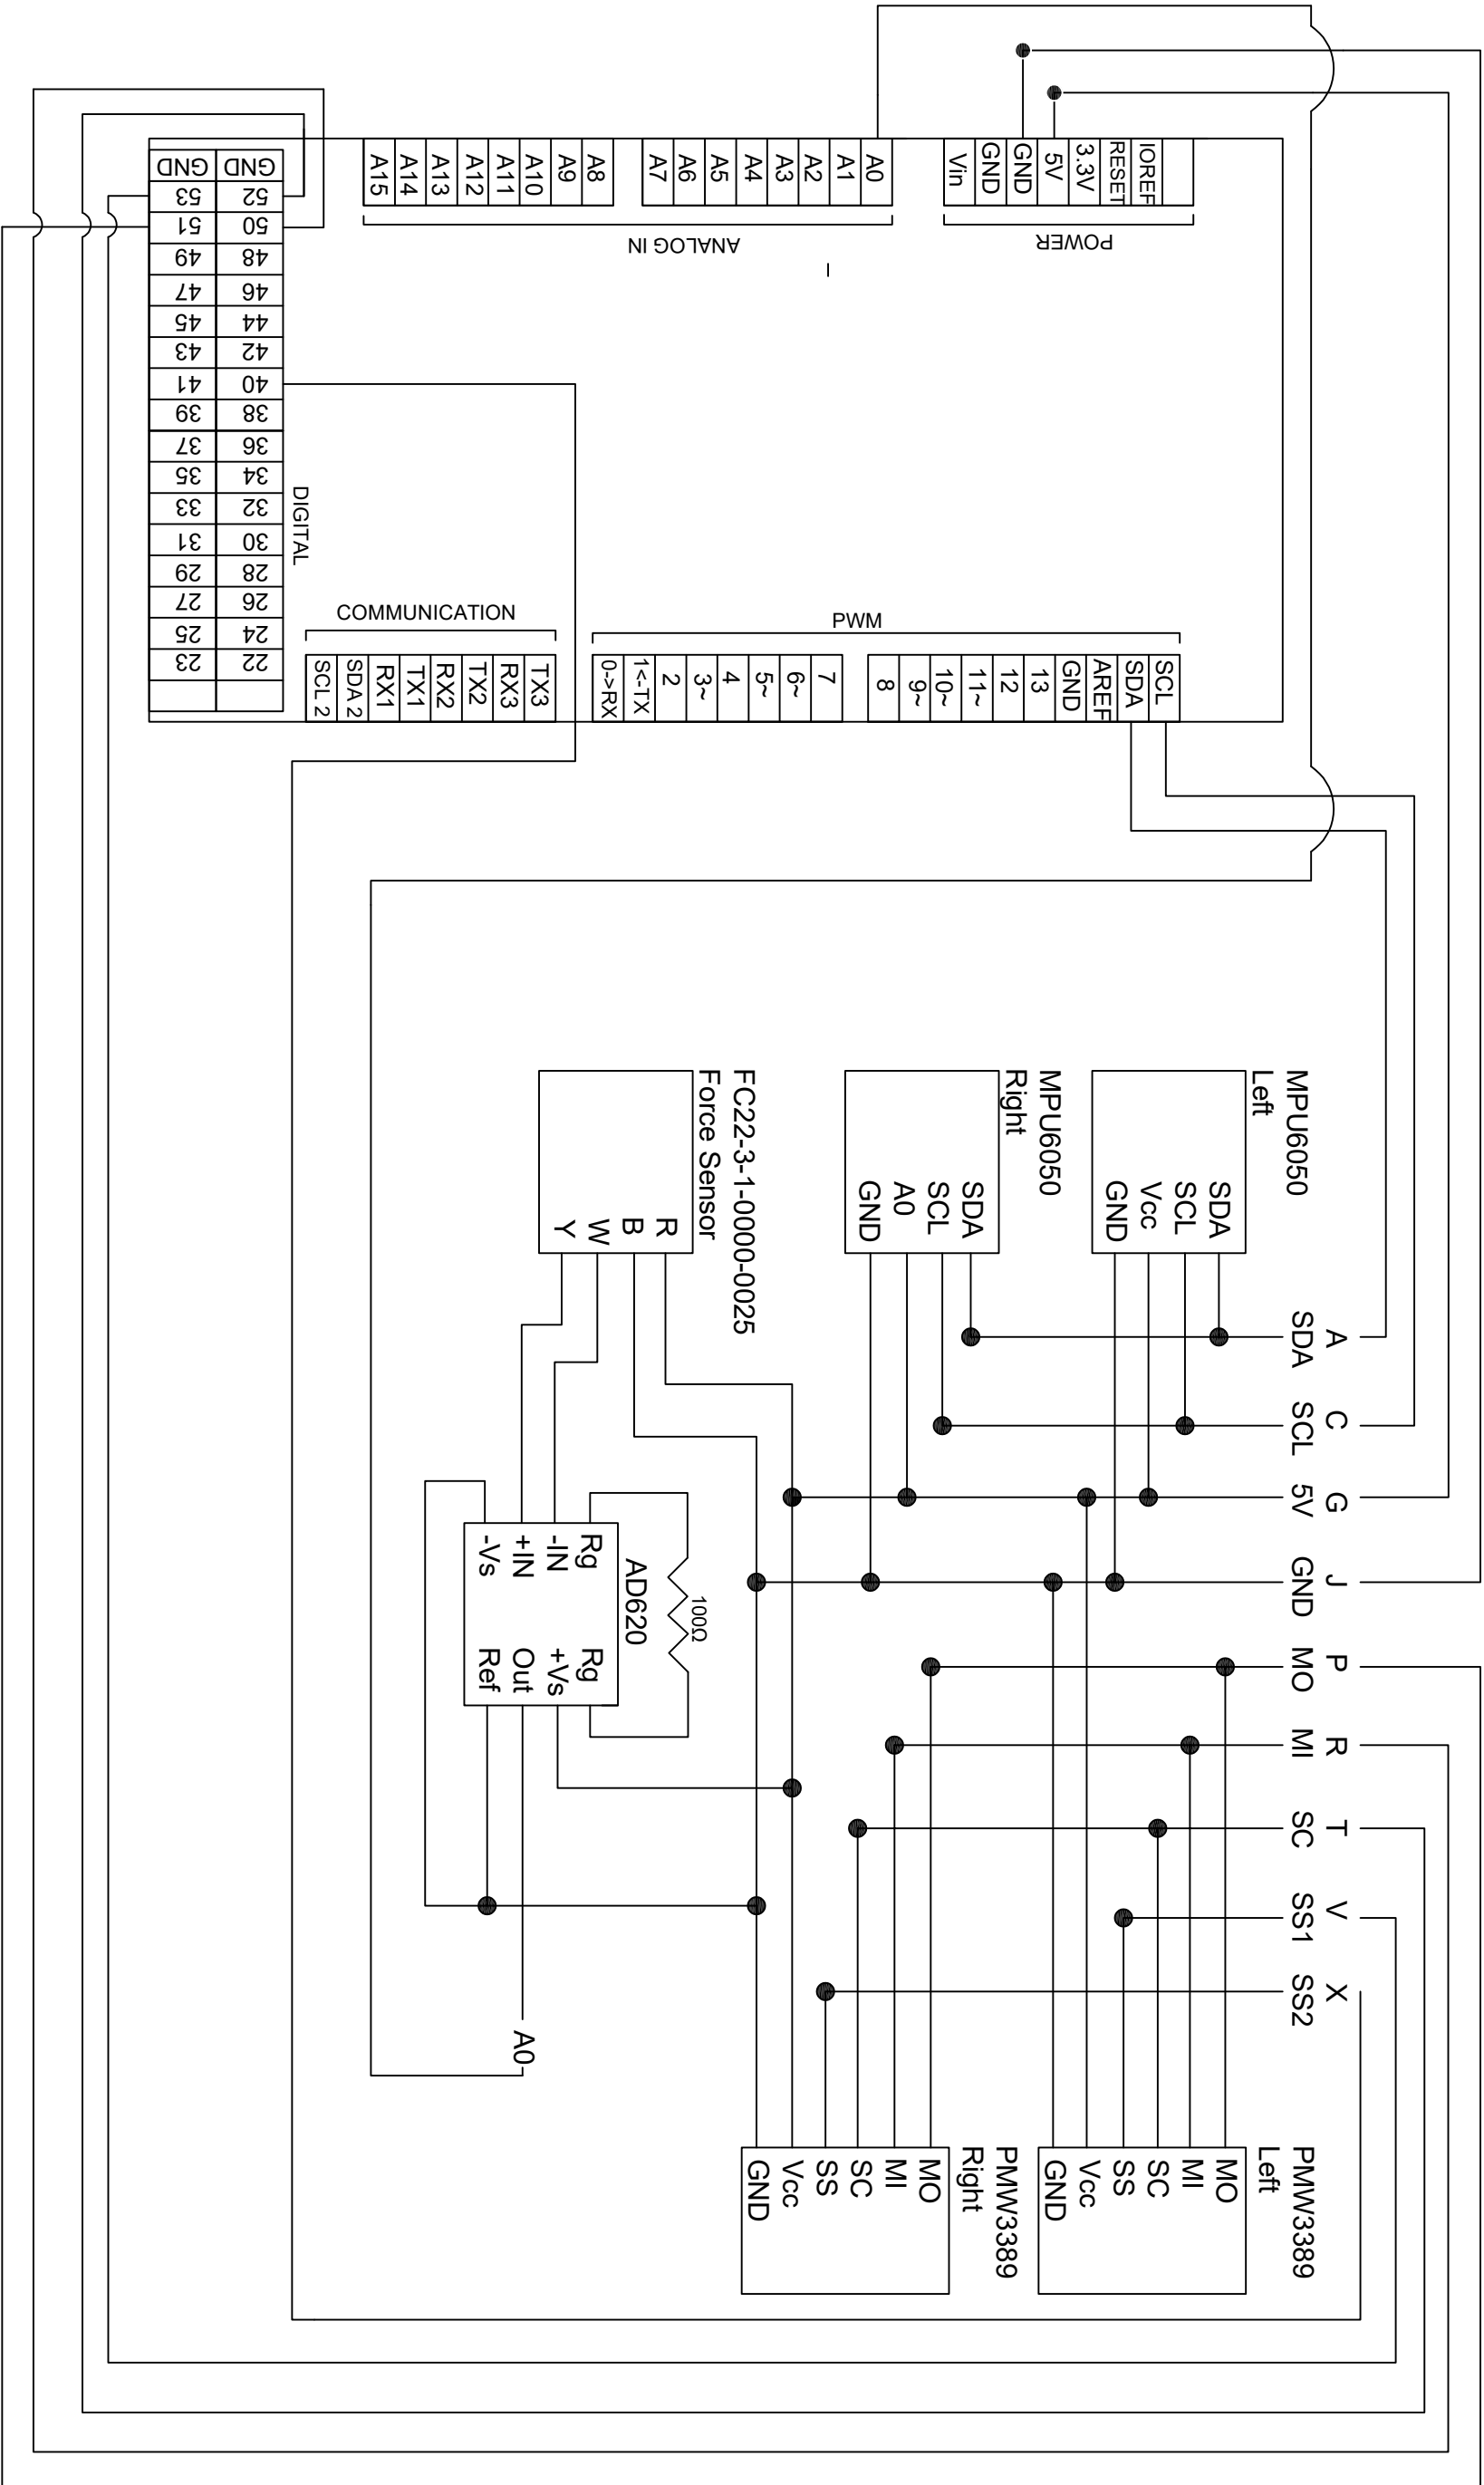 GND
53
51
49
47
45
43
41
39
37
35
33
31
29
27
25
23
GND
52
50
48
46
44
42
40
38
36
34
32
30
28
26
24
22
DIGITAL
A15
A14
A13
A12
A11
A10
A9
A8
A7
A6
A5
A4
A3
A2
A1
A0
ANALOG IN
Vin
GND
GND
5V
3.3V
RESET
IOREF
POWER
COMMUNICATION
SCL 2
SDA 2
RX1
TX1
RX2
TX2
RX3
TX3
PWM
0->RX
1<-TX
2
3~
4
5~
6~
7
8
9~
10~
11~
12
13
GND
AREF
SDA
SCL
MPU6050
Left
SDA
SCL
Vcc
GND
MPU6050
Right
SDA
SCL
A0
GND
FC22-3-1-0000-0025
Force Sensor
R
B
W
Y
A
SDA
C
SCL
G
5V
J
GND
P
MO
R
MI
T
SC
V
SS1
X
SS2
100Ω
AD620
Rg
-IN
+IN
-Vs
Rg
+Vs
Out
Ref
A0
PMW3389
Left
MO
MI
SC
SS
Vcc
GND
PMW3389
Right
MO
MI
SC
SS
Vcc
GND